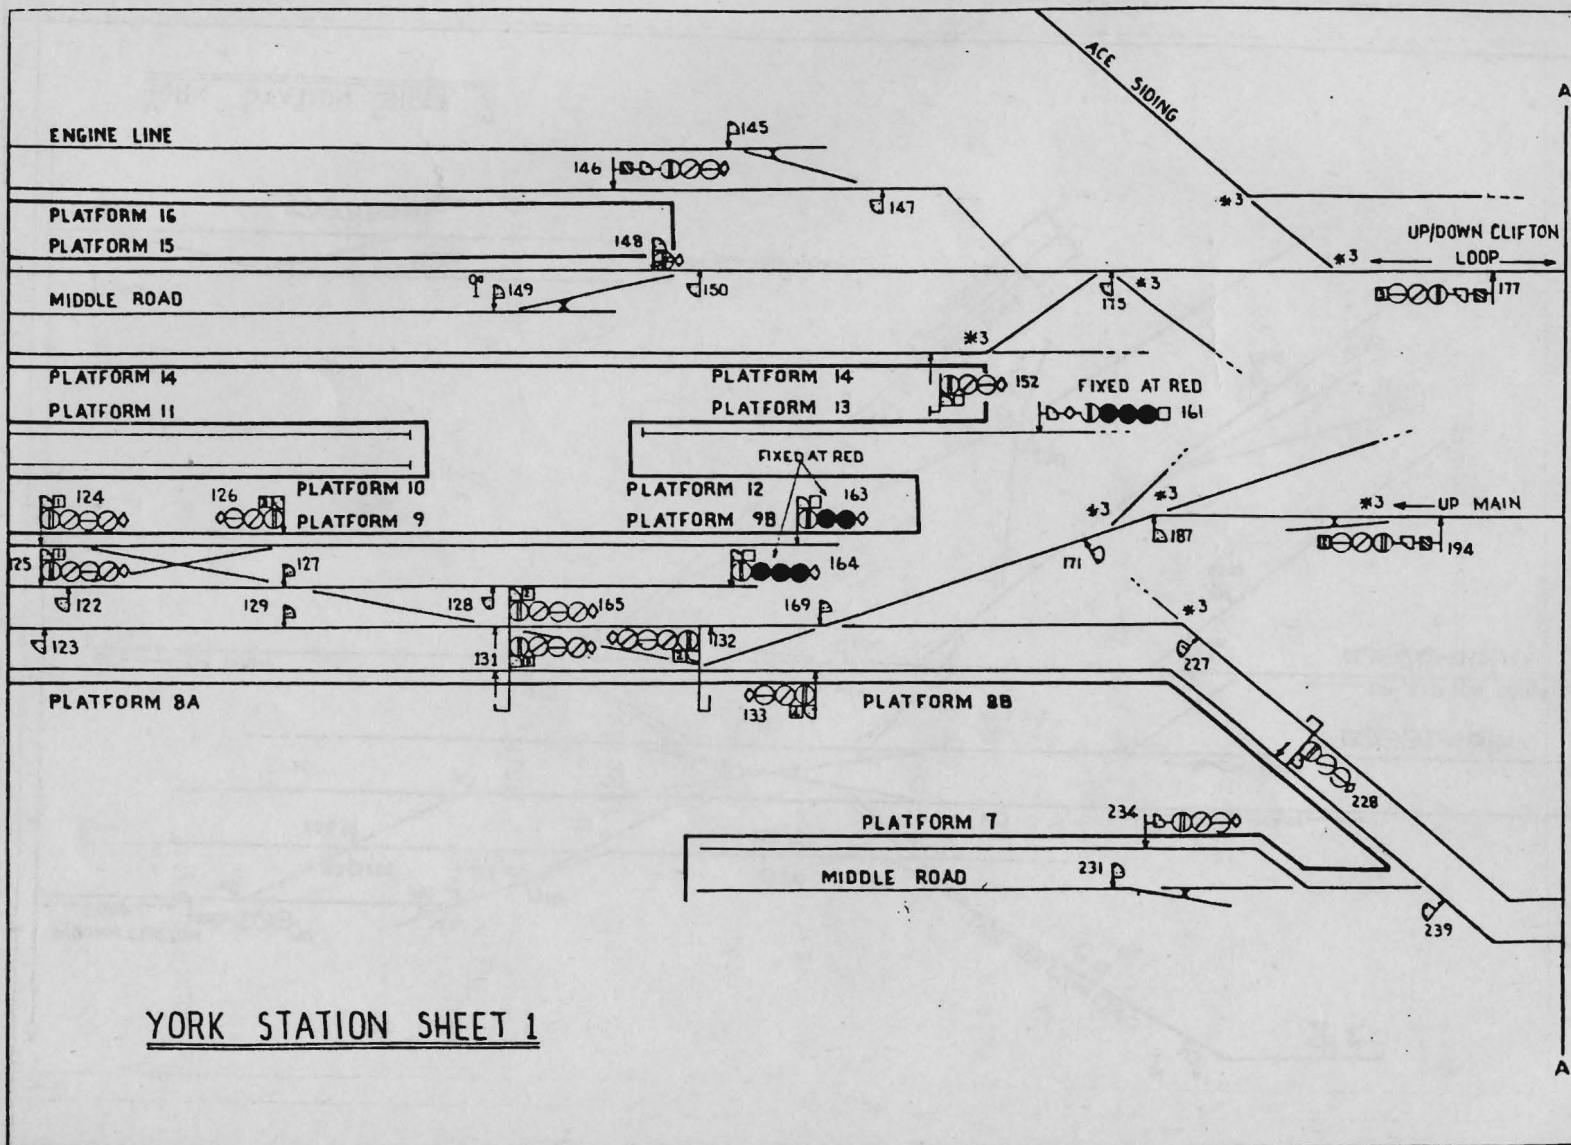 ACE SIDING
A
ENGINE LINE
145
146
147
PLATFORM 16
PLATFORM 15
148
*3
UP/DOWN CLIFTON
LOOP
*3
MIDDLE ROAD
149
150
175
*3
177
*3
PLATFORM 14
PLATFORM 14
152
FIXED AT RED
PLATFORM 11
PLATFORM 13
161
FIXED AT RED
124
126
PLATFORM 10
PLATFORM 12
163
PLATFORM 9
PLATFORM 9B
*3
*3
*3
UP MAIN
125
127
164
171
187
194
122
129
128
165
169
*3
123
131
132
227
PLATFORM 8A
133
PLATFORM 8B
228
234
PLATFORM 7
MIDDLE ROAD
231
239
YORK STATION SHEET 1
A